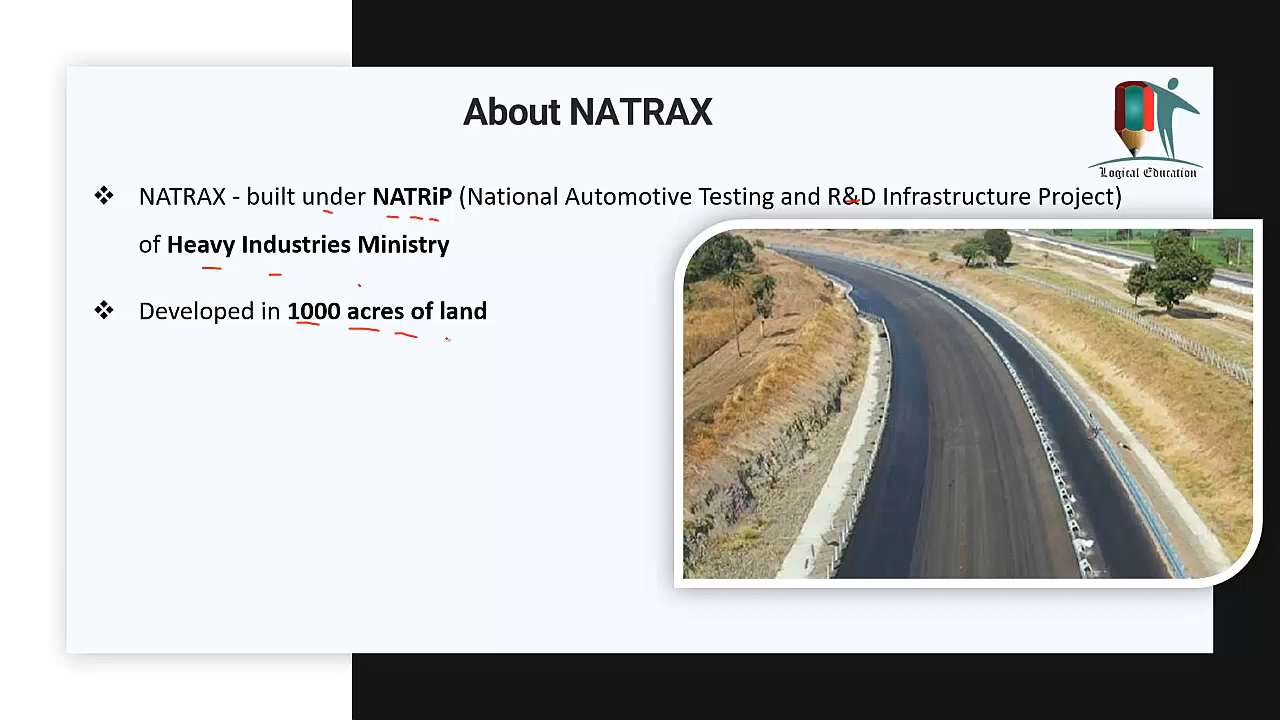 About NATRAX
Logical Education
❖ NATRAX - built under NATRiP (National Automotive Testing and R&D Infrastructure Project)
of Heavy Industries Ministry
❖ Developed in 1000 acres of land